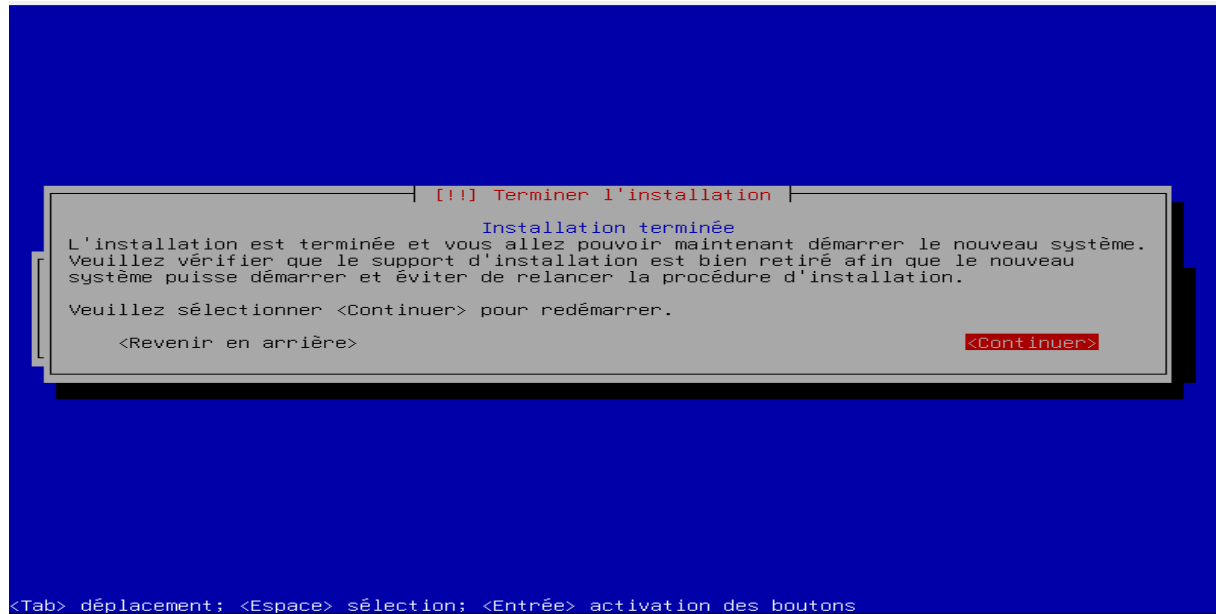 [!!] Terminer l'installation
Installation terminée
L'installation est terminée et vous allez pouvoir maintenant démarrer le nouveau système.
Veuillez vérifier que le support d'installation est bien retiré afin que le nouveau
système puisse démarrer et éviter de relancer la procédure d'installation.
Veuillez sélectionner <Continuer> pour redémarrer.
<Revenir en arrière> <Continuer>
<Tab> déplacement; <Espace> sélection; <Entrée> activation des boutons